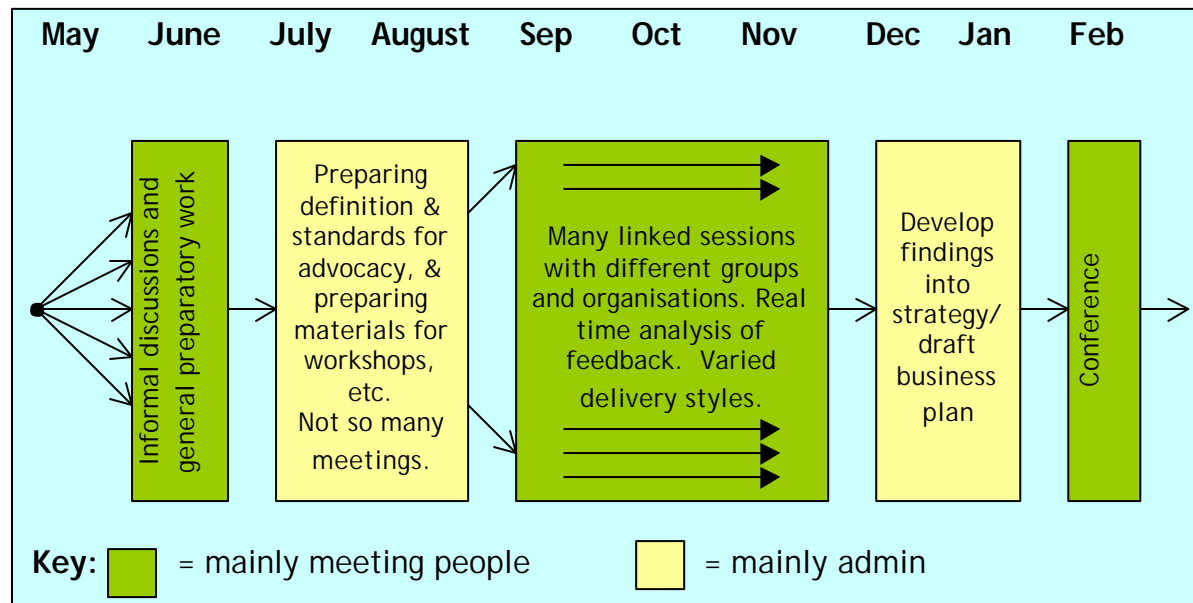 May June July August Sep Oct Nov Dec Jan Feb
Informal discussions and
general preparatory work
Preparing
definition &
standards for
advocacy, &
preparing
materials for
workshops,
etc.
Not so many
meetings.
Many linked sessions
with different groups
and organisations. Real
time analysis of
feedback. Varied
delivery styles.
Develop
findings
into
strategy/
draft
business
plan
Conference
Key: = mainly meeting people = mainly admin